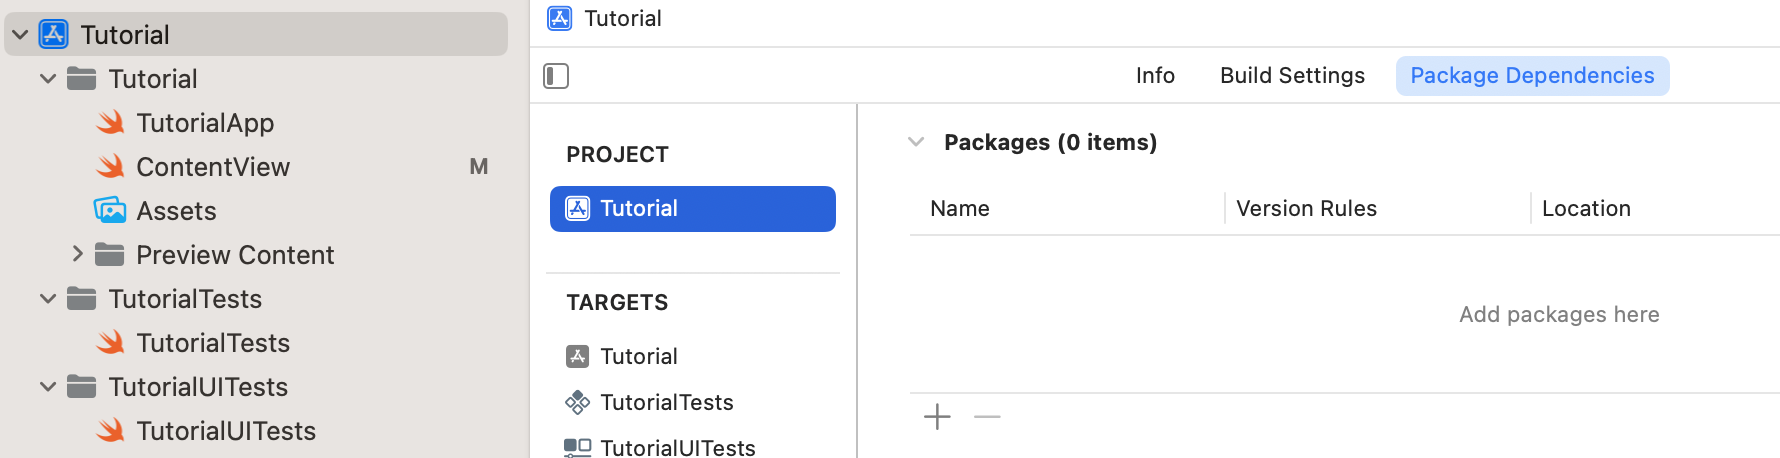 Tutorial
Tutorial
TutorialApp
ContentView M
Assets
Preview Content
TutorialTests
TutorialTests
TutorialUITests
TutorialUITests
Tutorial
Info Build Settings Package Dependencies
PROJECT
Tutorial
TARGETS
Tutorial
TutorialTests
TutorialUITests
Packages (0 items)
Name Version Rules Location
Add packages here